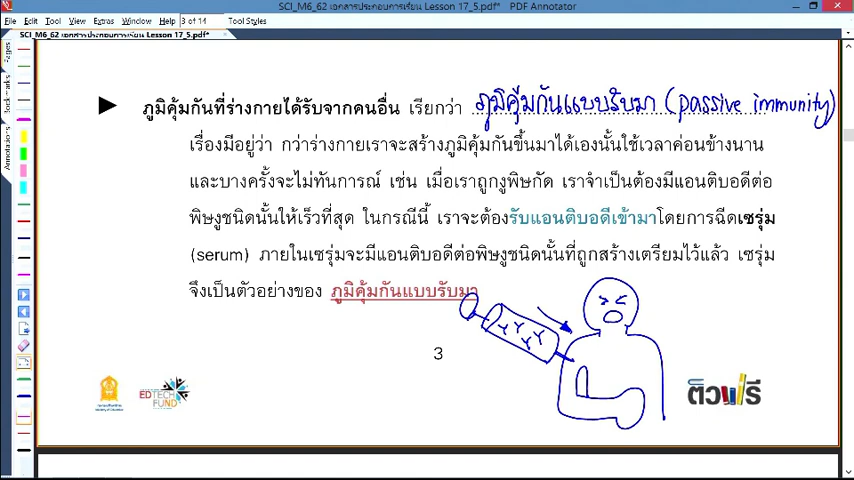 SCI_M6_62 เอกสารประกอบการเรียน Lesson 17_5.pdf* - PDF Annotator
File Edit Tool View Extras Window Help 3 of 14 Tool Styles
SCI_M6_62 เอกสารประกอบการเรียน Lesson 17_5.pdf*
Pages
Bookmarks
Annotations
ภูมิคุ้มกันที่ร่างกายได้รับจากคนอื่น เรียกว่า ภูมิคุ้มกันแบบรับมา (passive immunity)
เรื่องมีอยู่ว่า กว่าร่างกายเราจะสร้างภูมิคุ้มกันขึ้นมาได้เองนั้นใช้เวลาค่อนข้างนาน
และบางครั้งจะไม่ทันการณ์ เช่น เมื่อเราถูกงูพิษกัด เราจำเป็นต้องมีแอนติบอดีต่อ
พิษงูชนิดนั้นให้เร็วที่สุด ในกรณีนี้ เราจะต้องรับแอนติบอดีเข้ามาโดยการฉีดเซรุ่ม
(serum) ภายในเซรุ่มจะมีแอนติบอดีต่อพิษงูชนิดนั้นที่ถูกสร้างเตรียมไว้แล้ว เซรุ่ม
จึงเป็นตัวอย่างของ ภูมิคุ้มกันแบบรับมา
3
EDTECH
FUND
ติวฟรี